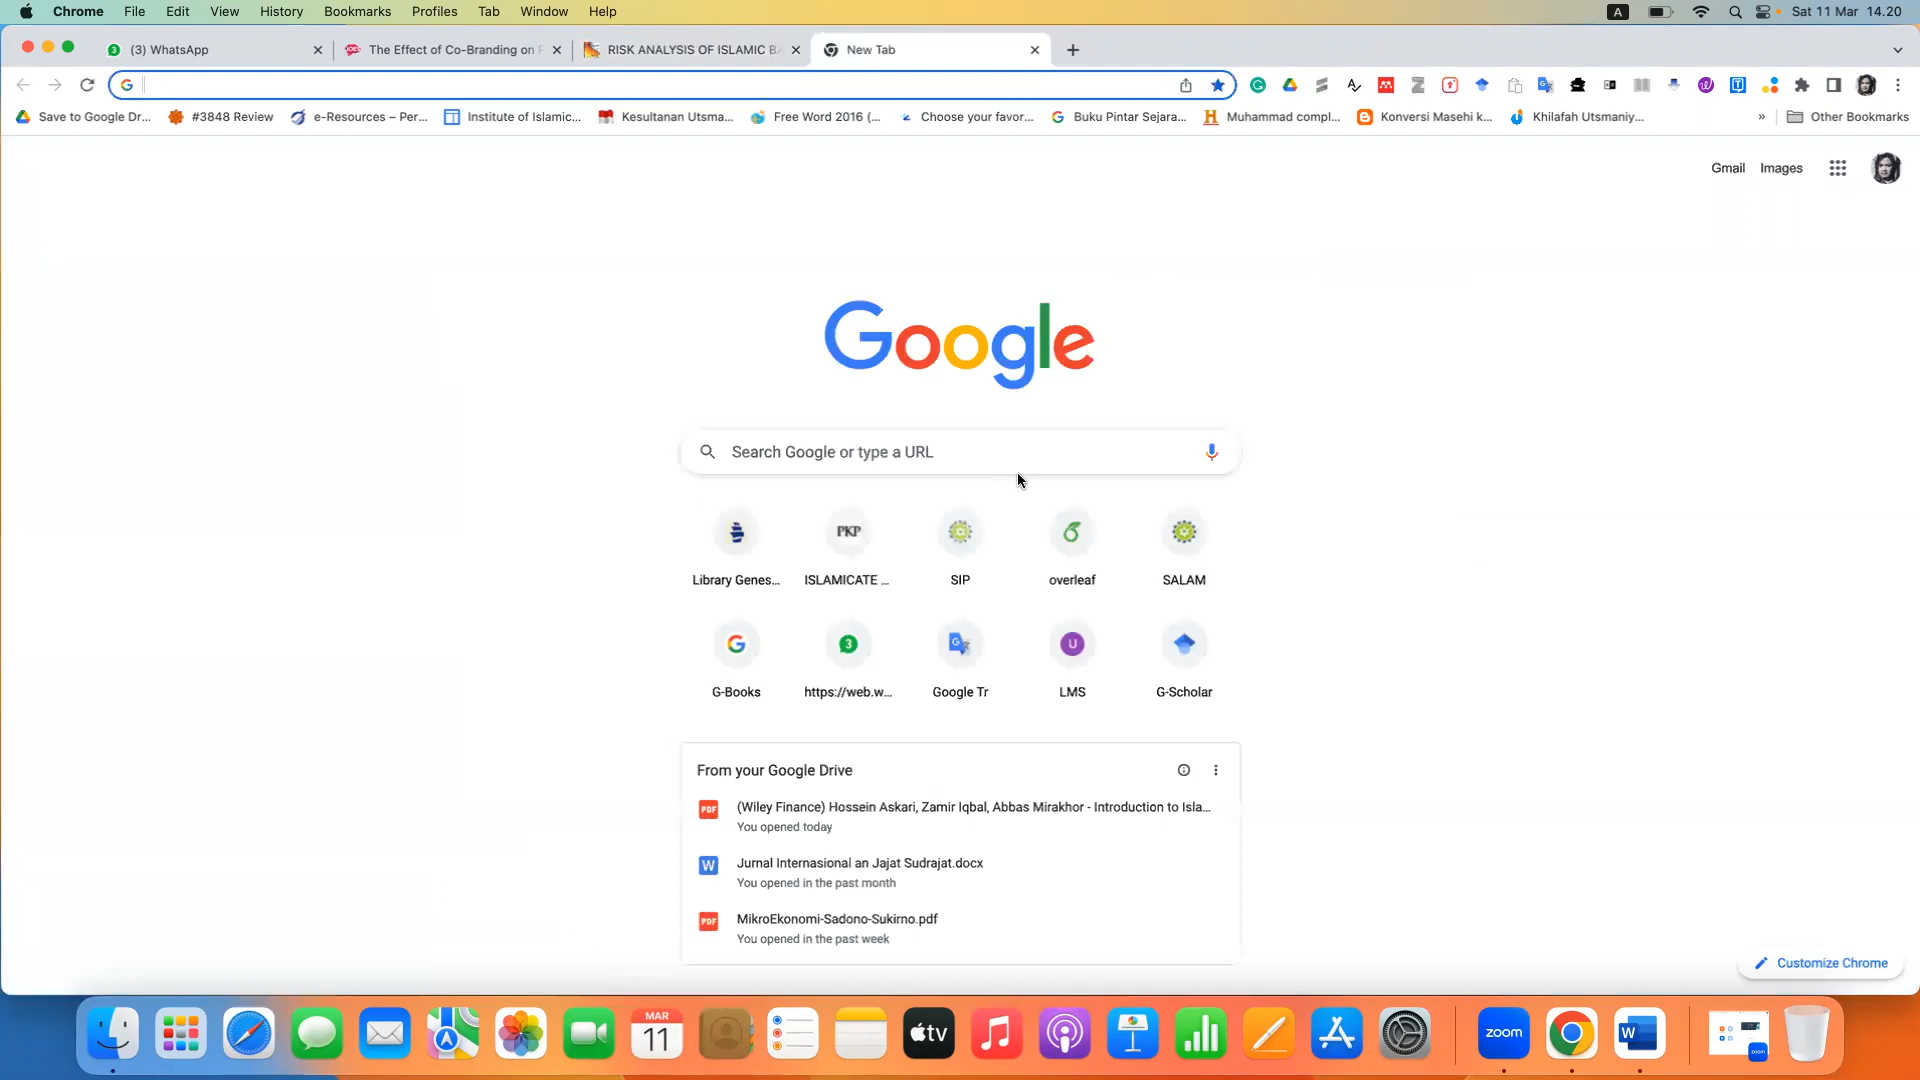 Chrome File Edit View History Bookmarks Profiles Tab Window Help A Sat 11 Mar 14.20
(3) WhatsApp The Effect of Co-Branding on RISK ANALYSIS OF ISLAMIC BA New Tab
Save to Google Dr... #3848 Review e-Resources – Per... Institute of Islamic... Kesultanan Utsma... Free Word 2016 (... Choose your favor... Buku Pintar Sejara... Muhammad compl... Konversi Masehi k... Khilafah Utsmaniy... » Other Bookmarks
Gmail Images
Google
Search Google or type a URL
PKP
Library Genes... ISLAMICATE ... SIP overleaf SALAM
3 U
G-Books https://web.w... Google Tr LMS G-Scholar
From your Google Drive
PDF (Wiley Finance) Hossein Askari, Zamir Iqbal, Abbas Mirakhor - Introduction to Isla...
You opened today
W Jurnal Internasional an Jajat Sudrajat.docx
You opened in the past month
PDF MikroEkonomi-Sadono-Sukirno.pdf
You opened in the past week
Customize Chrome
MAR
11
tv
zoom
W